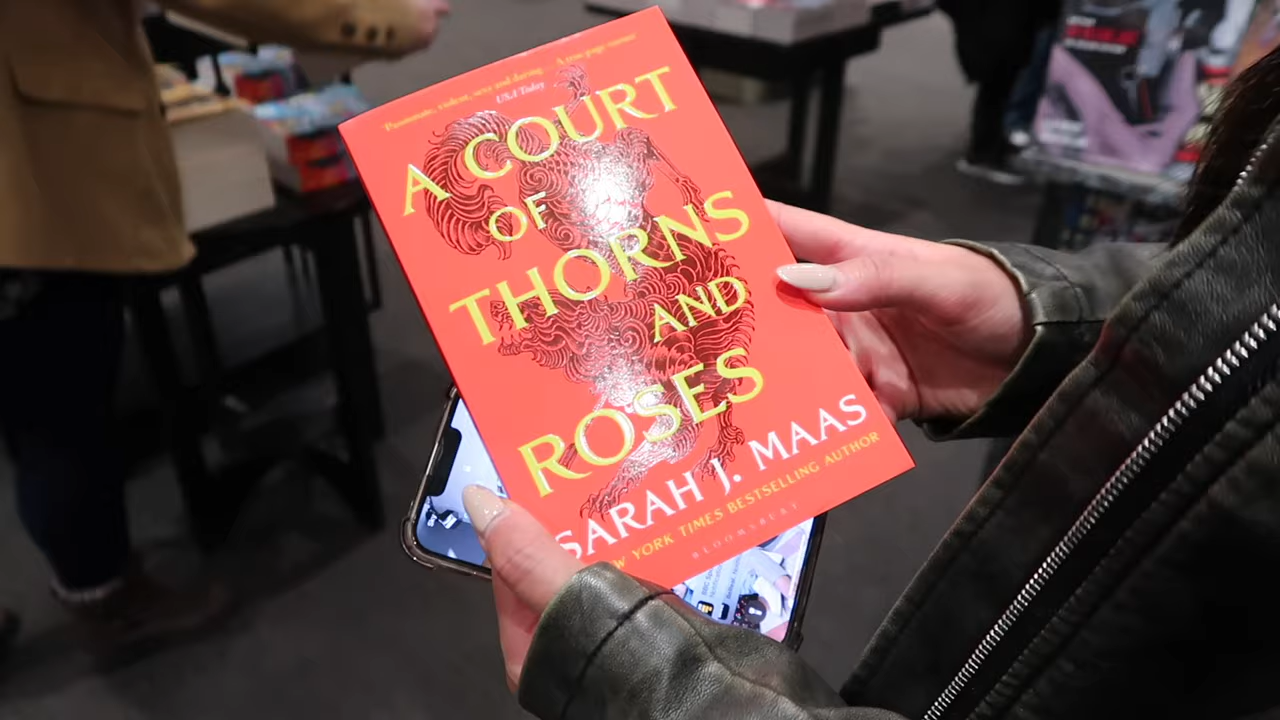 Passionate, violent, sexy and daring... A true page-turner
USA Today
A COURT
OF
THORNS
AND
ROSES
SARAH J. MAAS
YORK TIMES BESTSELLING AUTHOR
BLOOMSBURY